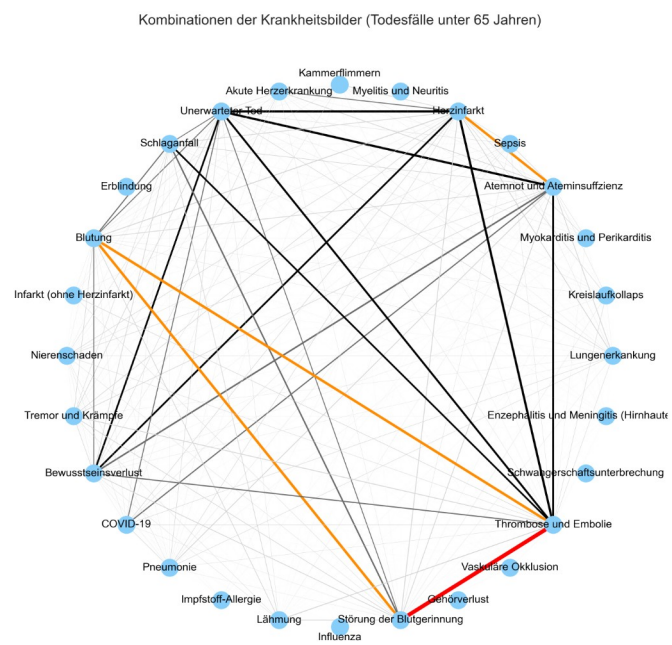 Kombinationen der Krankheitsbilder (Todesfälle unter 65 Jahren)
Kammerflimmern
Akute Herzerkrankung
Myelitis und Neuritis
Unerwarteter Tod
Herzinfarkt
Schlaganfall
Sepsis
Erblindung
Atemnot und Ateminsuffzienz
Blutung
Myokarditis und Perikarditis
Infarkt (ohne Herzinfarkt)
Kreislaufkollaps
Nierenschaden
Lungenerkankung
Tremor und Krämpfe
Enzephalitis und Meningitis (Hirnhaute
Bewusstseinsverlust
Schwangerschaftsunterbrechung
COVID-19
Thrombose und Embolie
Pneumonie
Vaskuläre Okklusion
Impfstoff-Allergie
Gehörverlust
Lähmung
Störung der Blutgerinnung
Influenza